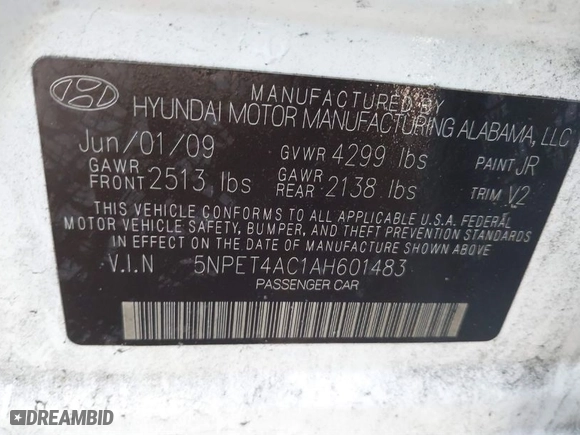 MANUFACTURED BY
HYUNDAI MOTOR MANUFACTURING ALABAMA, LLC
Jun/01/09 GVWR 4299 lbs PAINT JR
GAWR FRONT 2513 lbs GAWR REAR 2138 lbs TRIM V2
THIS VEHICLE CONFORMS TO ALL APPLICABLE U.S.A. FEDERAL
MOTOR VEHICLE SAFETY, BUMPER, AND THEFT PREVENTION STANDARDS
IN EFFECT ON THE DATE OF MANUFACTURE SHOWN ABOVE
V.I.N 5NPET4AC1AH601483
PASSENGER CAR
DREAMBID